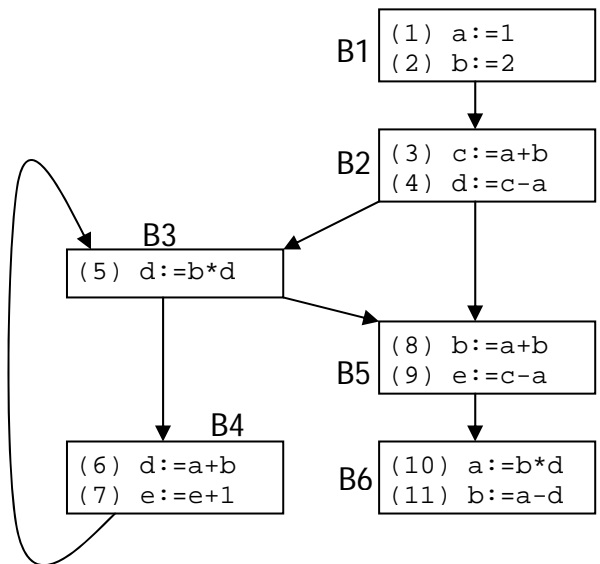 B1
(1) a:=1
(2) b:=2
B2
(3) c:=a+b
(4) d:=c-a
B3
(5) d:=b*d
B5
(8) b:=a+b
(9) e:=c-a
B4
(6) d:=a+b
(7) e:=e+1
B6
(10) a:=b*d
(11) b:=a-d